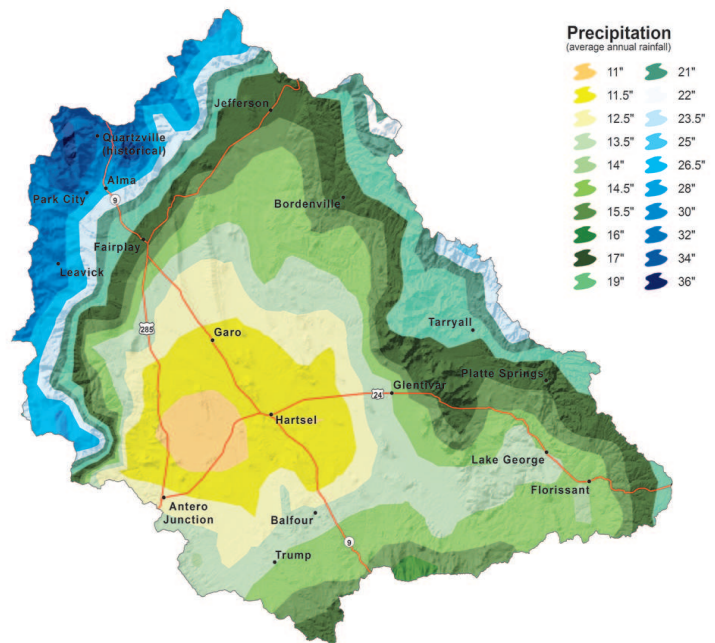 Precipitation
(average annual rainfall)
11"
11.5"
12.5"
13.5"
14"
14.5"
15.5"
16"
17"
19"
21"
22"
23.5"
25"
26.5"
28"
30"
32"
34"
36"
Jefferson
Quartzville
(historical)
Alma
Park City
9
Bordenville
Fairplay
Leavick
285
Garo
Tarryall
Platte Springs
24
Glentivar
Hartsel
Lake George
Florissant
Antero
Junction
Balfour
9
Trump